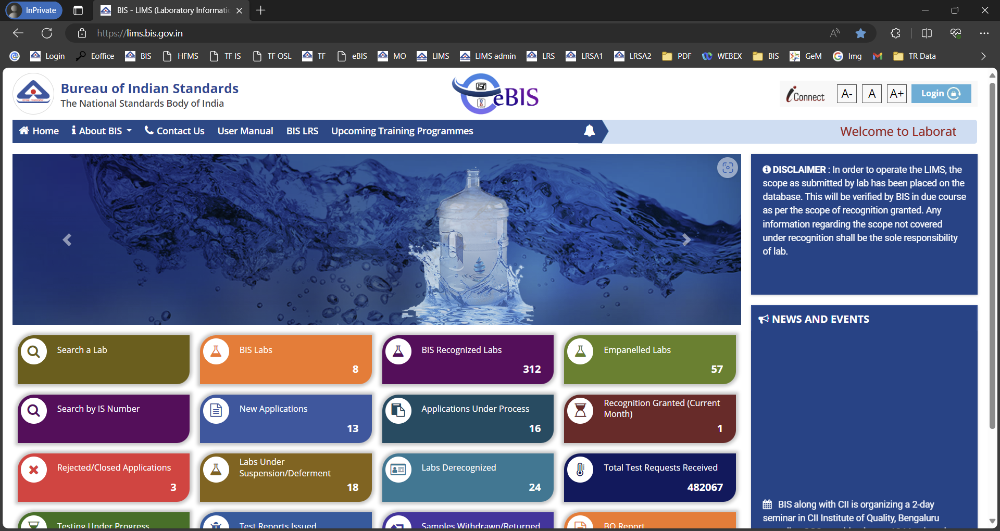 InPrivate
BIS - LIMS (Laboratory Informatic
https://lims.bis.gov.in
Login Eoffice BIS HFMS TF IS TF OSL TF eBIS MO LIMS LIMS admin LRS LRSA1 LRSA2 PDF WEBEX BIS GeM Img TR Data
Bureau of Indian Standards
The National Standards Body of India
eBIS
iConnect
A- A A+ Login
Home About BIS Contact Us User Manual BIS LRS Upcoming Training Programmes
Welcome to Laborat
DISCLAIMER : In order to operate the LIMS, the
scope as submitted by lab has been placed on the
database. This will be verified by BIS in due course
as per the scope of recognition granted. Any
information regarding the scope not covered
under recognition shall be the sole responsibility
of lab.
NEWS AND EVENTS
BIS along with CII is organizing a 2-day
seminar in CII Institute of Quality, Bengaluru
Search a Lab
BIS Labs
8
BIS Recognized Labs
312
Empanelled Labs
57
Search by IS Number
New Applications
13
Applications Under Process
16
Recognition Granted (Current
Month)
1
Rejected/Closed Applications
3
Labs Under
Suspension/Deferment
18
Labs Derecognized
24
Total Test Requests Received
482067
Testing Under Progress
Test Reports Issued
Samples Withdrawn/Returned
BO Report